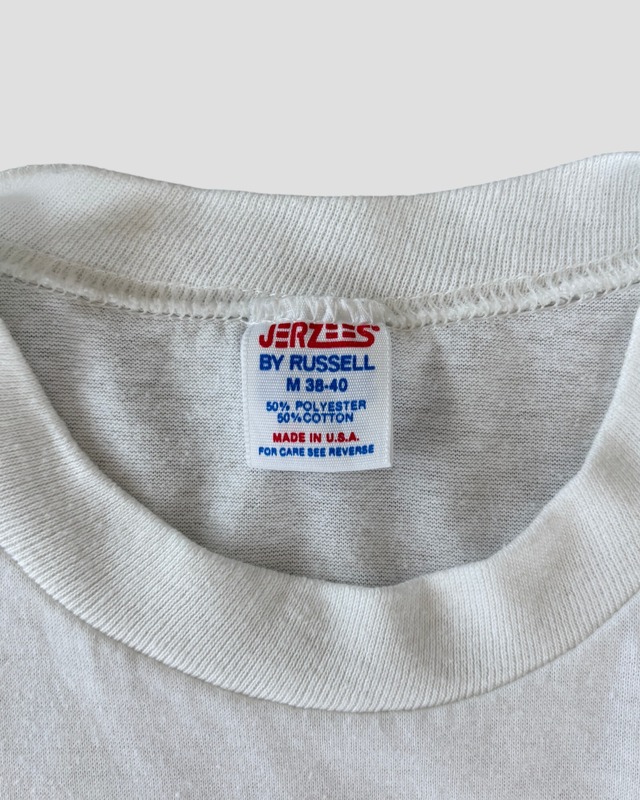 JERZEES
BY RUSSELL
M 38-40
50% POLYESTER
50% COTTON
MADE IN U.S.A.
FOR CARE SEE REVERSE